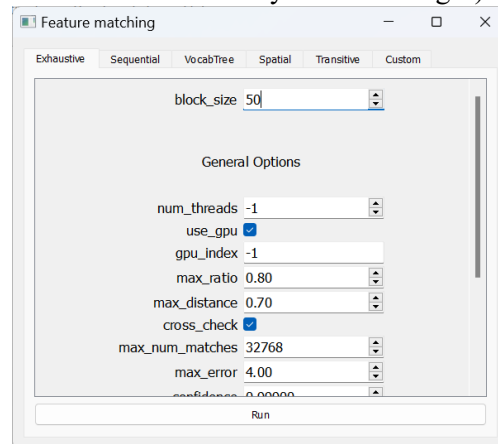 Feature matching
Exhaustive Sequential VocabTree Spatial Transitive Custom
block_size 50
General Options
num_threads -1
use_gpu
gpu_index -1
max_ratio 0.80
max_distance 0.70
cross_check
max_num_matches 32768
max_error 4.00
Run